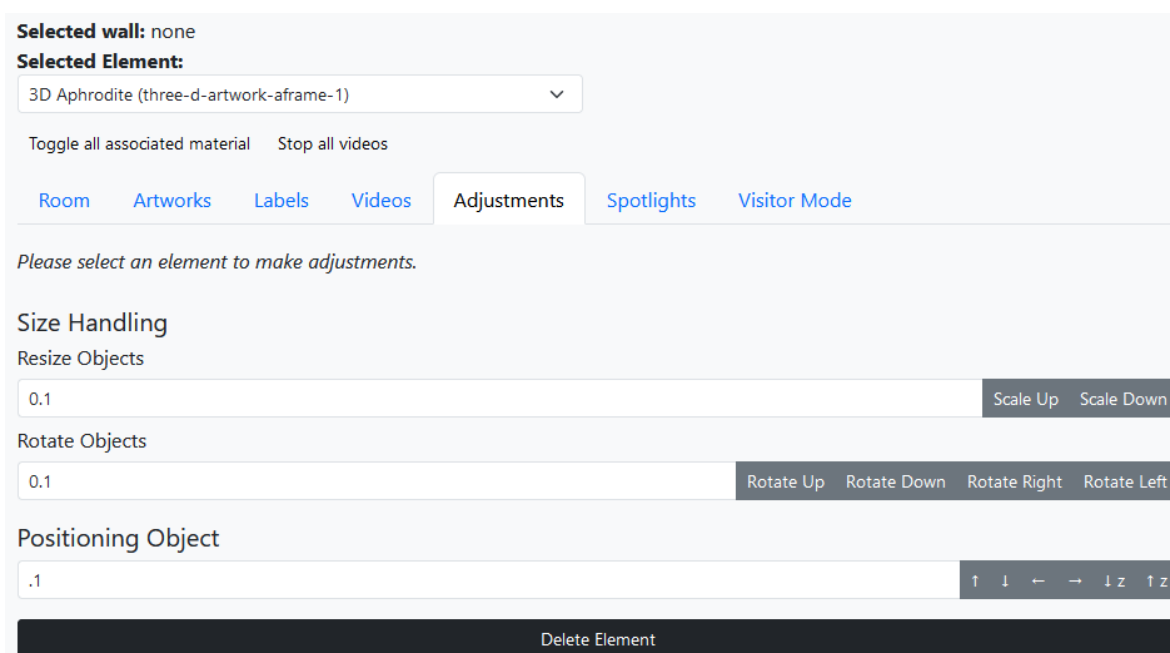 Selected wall: none
Selected Element:
3D Aphrodite (three-d-artwork-aframe-1)
Toggle all associated material Stop all videos
Room Artworks Labels Videos Adjustments Spotlights Visitor Mode
Please select an element to make adjustments.
Size Handling
Resize Objects
0.1 Scale Up Scale Down
Rotate Objects
0.1 Rotate Up Rotate Down Rotate Right Rotate Left
Positioning Object
.1 ↑ ↓ ← → ↓z ↑z
Delete Element